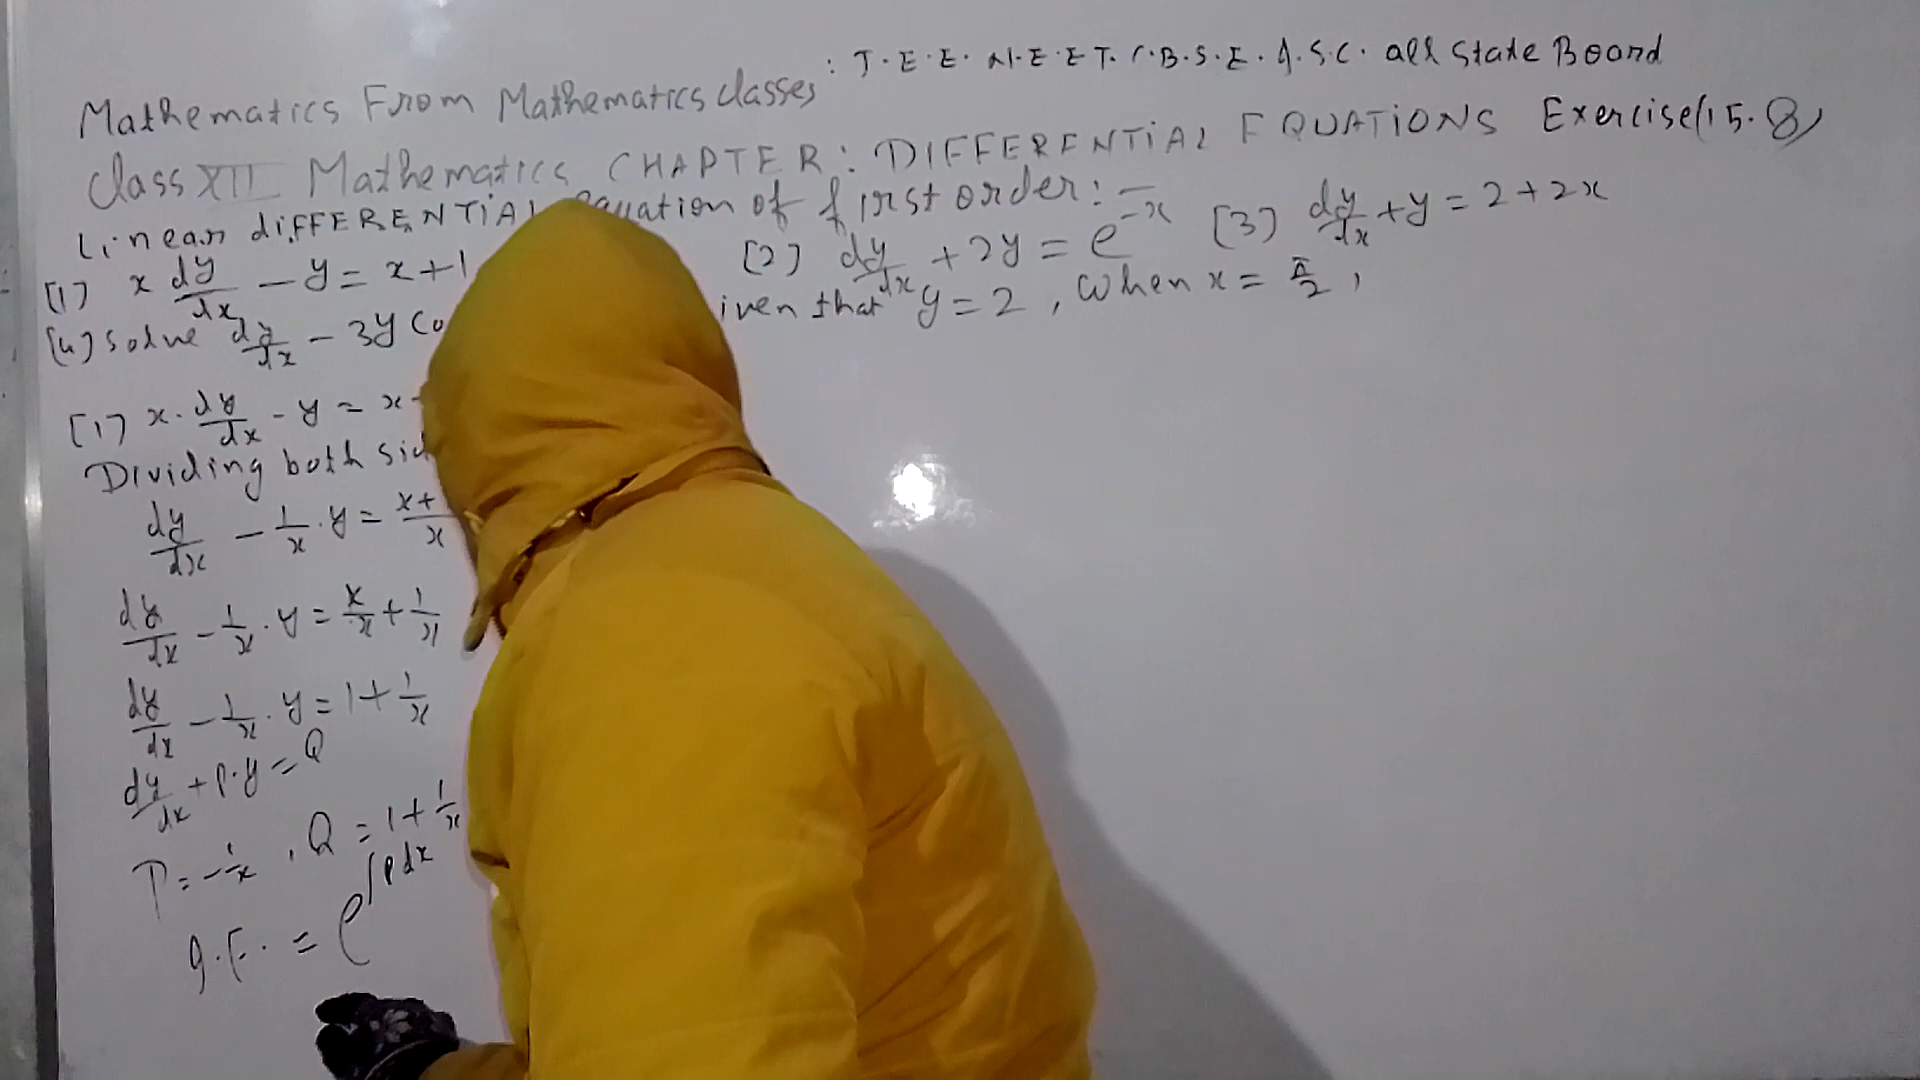 Mathematics From Mathematics classes : J.E.E. N.E.E.T. C.B.S.E. I.S.C. all State Board
Class XII Mathematics CHAPTER: DIFFERENTIAL EQUATIONS Exercise(15.8)
Linear diFFERENTIAL Equation of first order:-
[1] x dy/dx - y = x+1 [2] dy/dx + 2y = e^-x [3] dy/dx + y = 2+2x
[4] solve dy/dx - 3y co iven that y = 2, when x = π/2,
[1] x. dy/dx - y = x
Dividing both sid
dy/dx - 1/x . y = x+ /x
dy/dx - 1/x . y = x/x + 1/x
dy/dx - 1/x . y = 1 + 1/x
dy/dx + P.y = Q
P = -1/x , Q = 1 + 1/x
I.F. = e^∫Pdx